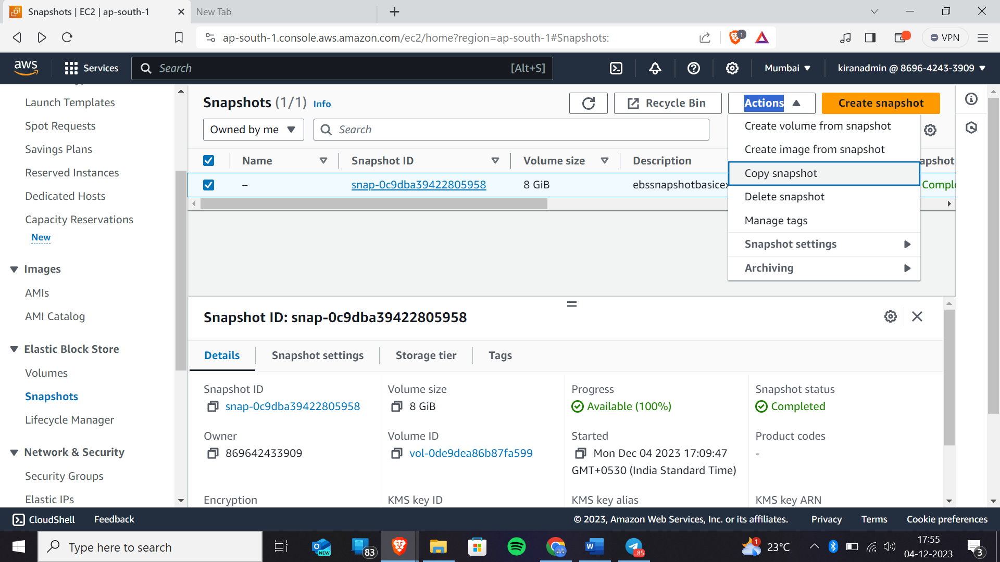 Snapshots | EC2 | ap-south-1
New Tab
ap-south-1.console.aws.amazon.com/ec2/home?region=ap-south-1#Snapshots:
1
VPN
aws
Services
Search
[Alt+S]
Mumbai
kiranadmin @ 8696-4243-3909
Launch Templates
Spot Requests
Savings Plans
Reserved Instances
Dedicated Hosts
Capacity Reservations
New
Images
AMIs
AMI Catalog
Elastic Block Store
Volumes
Snapshots
Lifecycle Manager
Network & Security
Security Groups
Elastic IPs
Snapshots (1/1) Info
Recycle Bin
Actions
Create snapshot
Owned by me
Search
Create volume from snapshot
Create image from snapshot
Copy snapshot
Delete snapshot
Manage tags
Snapshot settings
Archiving
Name
Snapshot ID
Volume size
Description
apshot
–
snap-0c9dba39422805958
8 GiB
ebssnapshotbasicex
Comple
Snapshot ID: snap-0c9dba39422805958
Details
Snapshot settings
Storage tier
Tags
Snapshot ID
snap-0c9dba39422805958
Volume size
8 GiB
Progress
Available (100%)
Snapshot status
Completed
Owner
869642433909
Volume ID
vol-0de9dea86b87fa599
Started
Mon Dec 04 2023 17:09:47
GMT+0530 (India Standard Time)
Product codes
-
Encryption
KMS key ID
KMS key alias
KMS key ARN
CloudShell
Feedback
© 2023, Amazon Web Services, Inc. or its affiliates.
Privacy
Terms
Cookie preferences
Type here to search
NEW
83
W
..85
1
23°C
17:55
04-12-2023
3